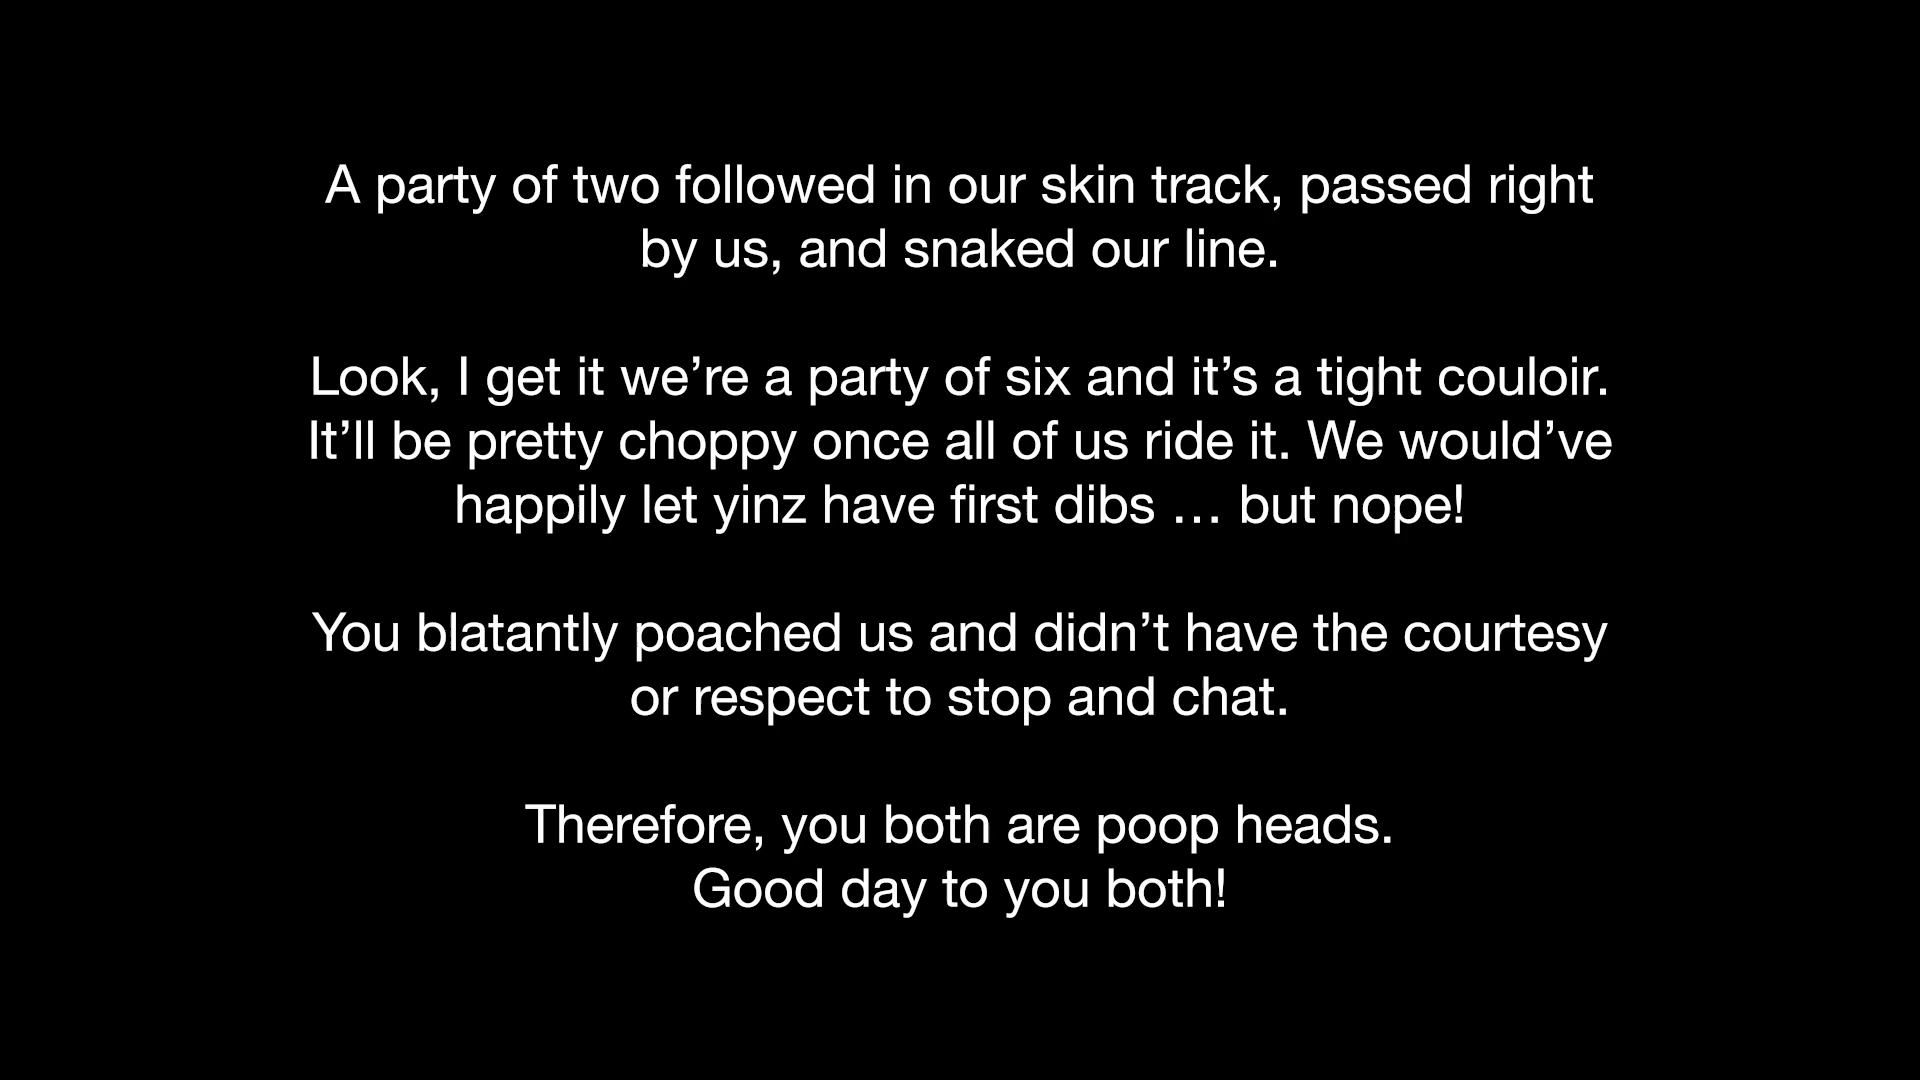 A party of two followed in our skin track, passed right
by us, and snaked our line.
Look, I get it we’re a party of six and it’s a tight couloir.
It’ll be pretty choppy once all of us ride it. We would’ve
happily let yinz have first dibs … but nope!
You blatantly poached us and didn’t have the courtesy
or respect to stop and chat.
Therefore, you both are poop heads.
Good day to you both!